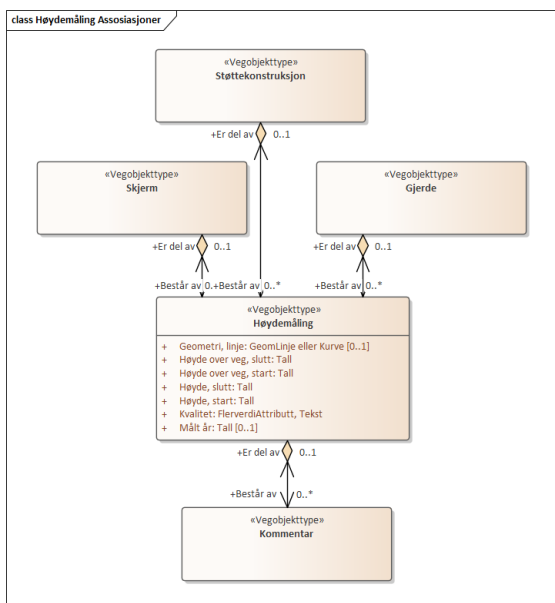 class Høydemåling Assosiasjoner
«Vegobjekttype»
Støttekonstruksjon
+Er del av 0..1
«Vegobjekttype»
Skjerm
«Vegobjekttype»
Gjerde
+Er del av 0..1
+Er del av 0..1
+Består av 0..
+Består av 0..*
+Består av 0..*
«Vegobjekttype»
Høydemåling
+ Geometri, linje: GeomLinje eller Kurve [0..1]
+ Høyde over veg, slutt: Tall
+ Høyde over veg, start: Tall
+ Høyde, slutt: Tall
+ Høyde, start: Tall
+ Kvalitet: FlerverdiAttributt, Tekst
+ Målt år: Tall [0..1]
+Er del av 0..1
+Består av 0..*
«Vegobjekttype»
Kommentar